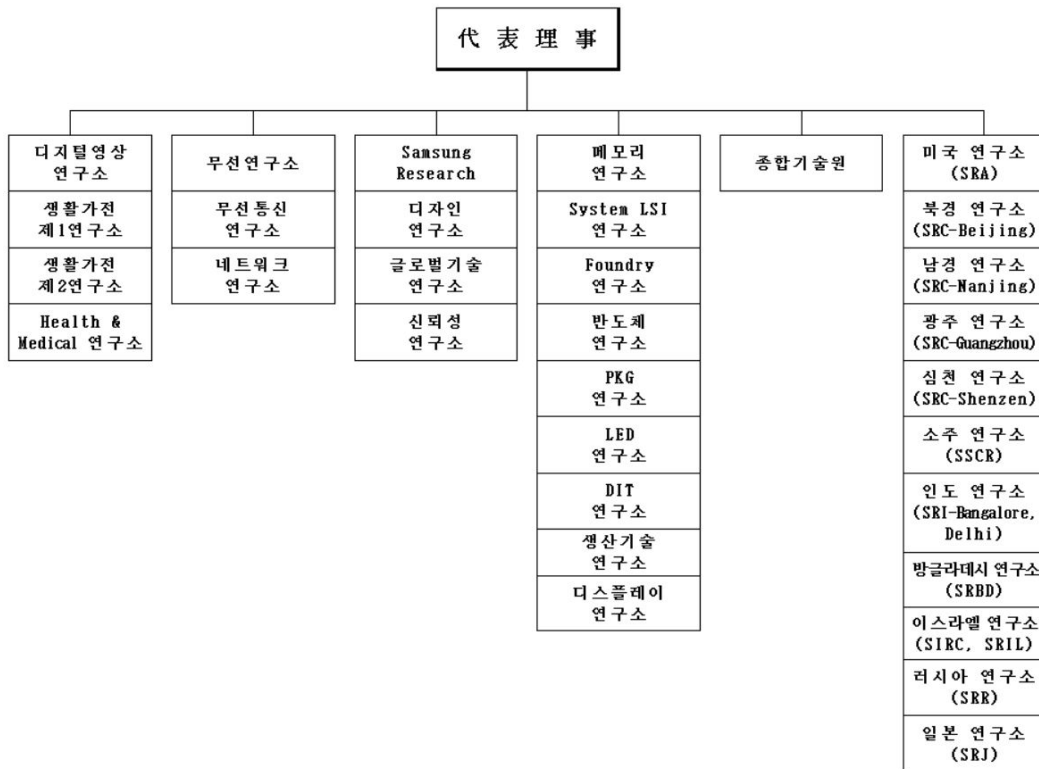 代 表 理 事
디지털영상
연구소
생활가전
제1연구소
생활가전
제2연구소
Health &
Medical 연구소
무선연구소
무선통신
연구소
네트워크
연구소
Samsung
Research
디자인
연구소
글로벌기술
연구소
신뢰성
연구소
메모리
연구소
System LSI
연구소
Foundry
연구소
반도체
연구소
PKG
연구소
LED
연구소
DIT
연구소
생산기술
연구소
디스플레이
연구소
종합기술원
미국 연구소
(SRA)
북경 연구소
(SRC-Beijing)
남경 연구소
(SRC-Nanjing)
광주 연구소
(SRC-Guangzhou)
심천 연구소
(SRC-Shenzen)
소주 연구소
(SSCR)
인도 연구소
(SRI-Bangalore,
Delhi)
방글라데시 연구소
(SRBD)
이스라엘 연구소
(SIRC, SRIL)
러시아 연구소
(SRR)
일본 연구소
(SRJ)